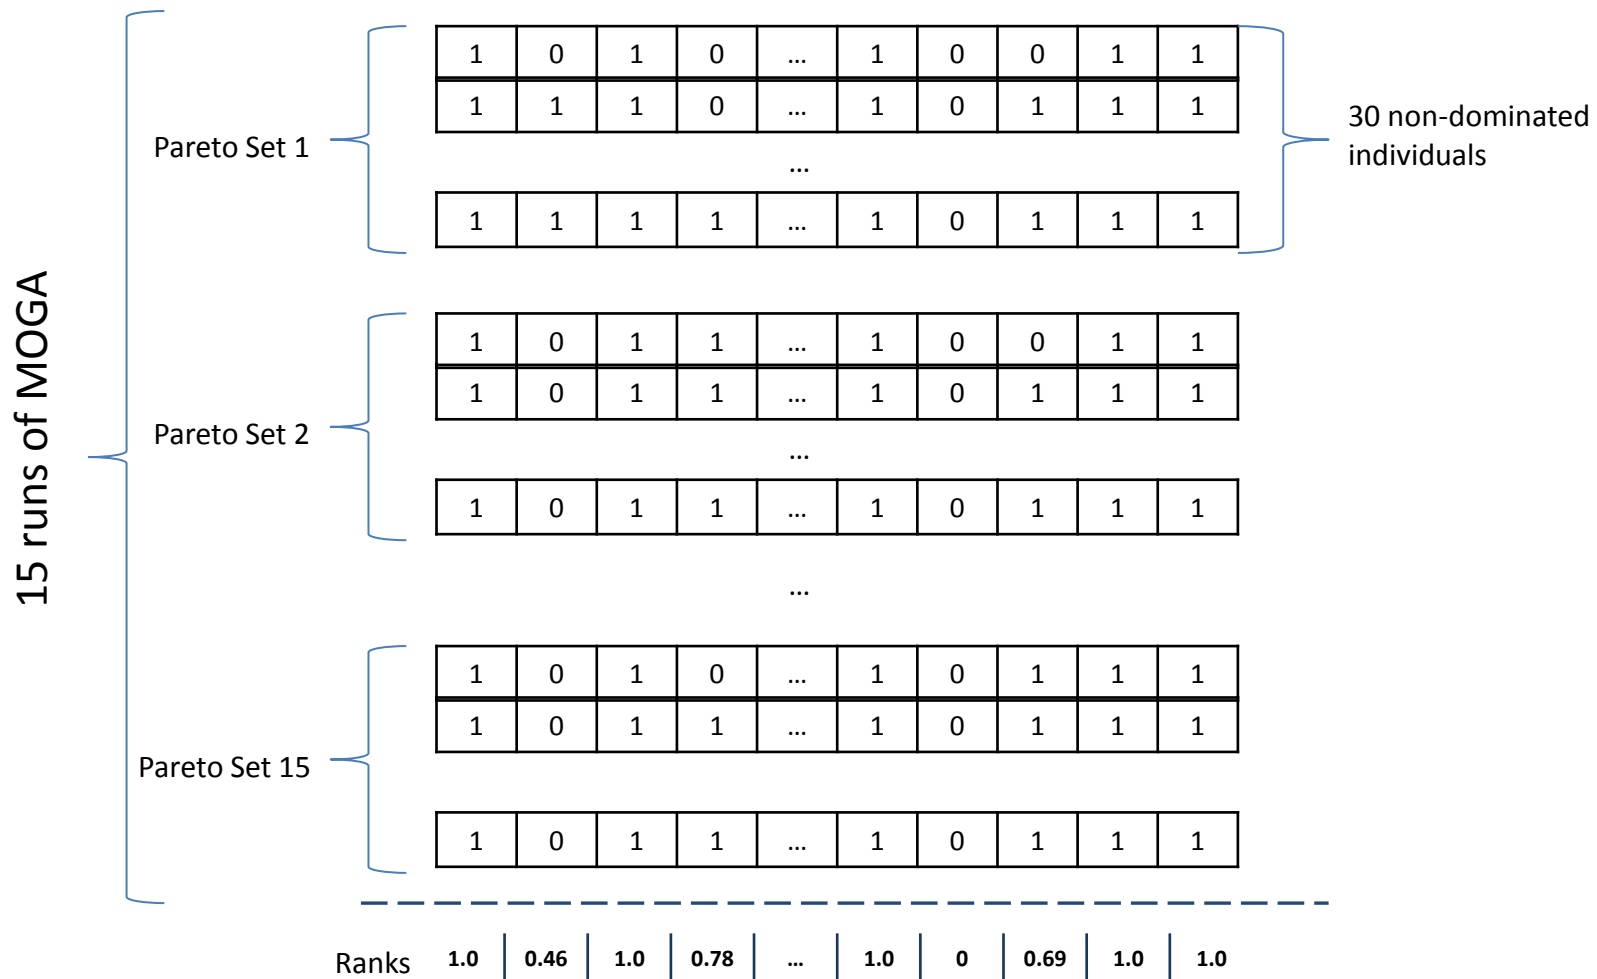 15 runs of MOGA
Pareto Set 1
1 0 1 0 ... 1 0 0 1 1
1 1 1 0 ... 1 0 1 1 1
...
1 1 1 1 ... 1 0 1 1 1
30 non-dominated
individuals
Pareto Set 2
1 0 1 1 ... 1 0 0 1 1
1 0 1 1 ... 1 0 1 1 1
...
1 0 1 1 ... 1 0 1 1 1
...
Pareto Set 15
1 0 1 0 ... 1 0 1 1 1
1 0 1 1 ... 1 0 1 1 1
1 0 1 1 ... 1 0 1 1 1
Ranks 1.0 0.46 1.0 0.78 ... 1.0 0 0.69 1.0 1.0